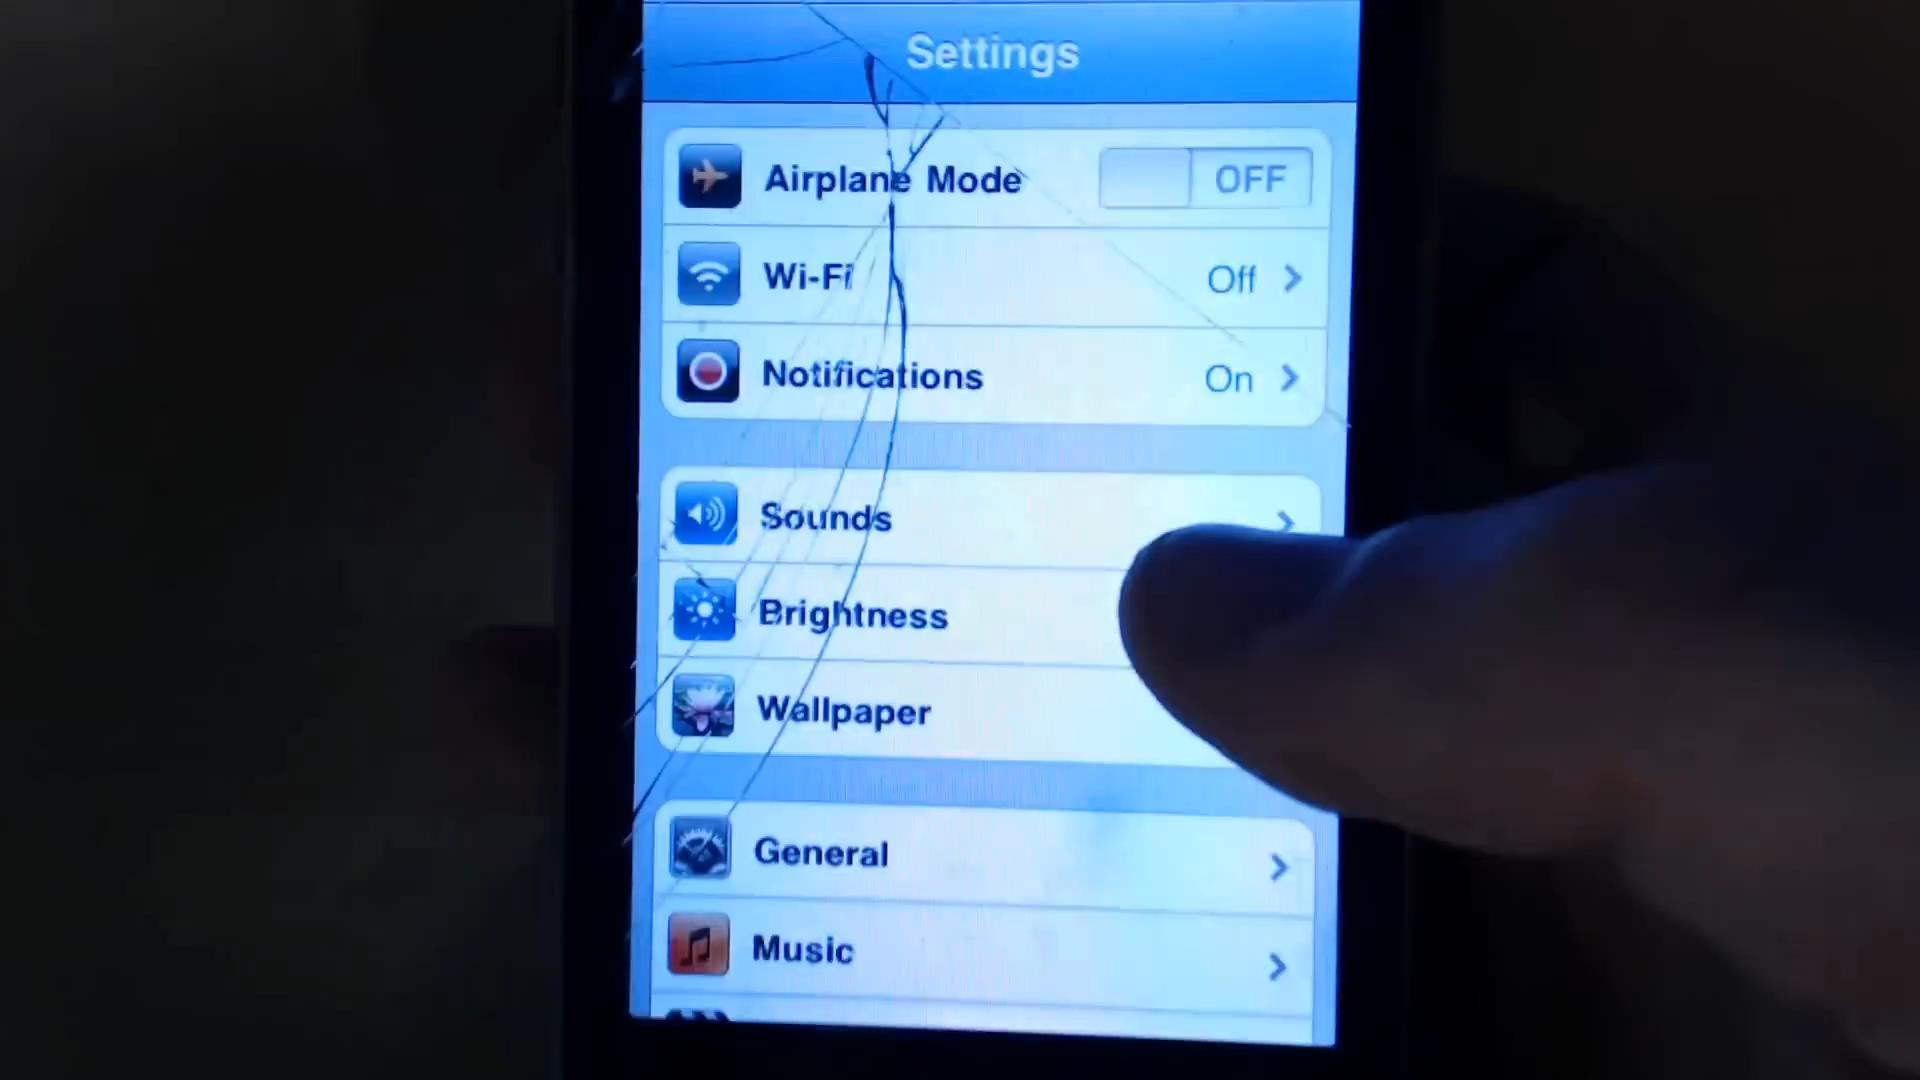 Settings
Airplane Mode OFF
Wi-Fi Off
Notifications On
Sounds
Brightness
Wallpaper
General
Music